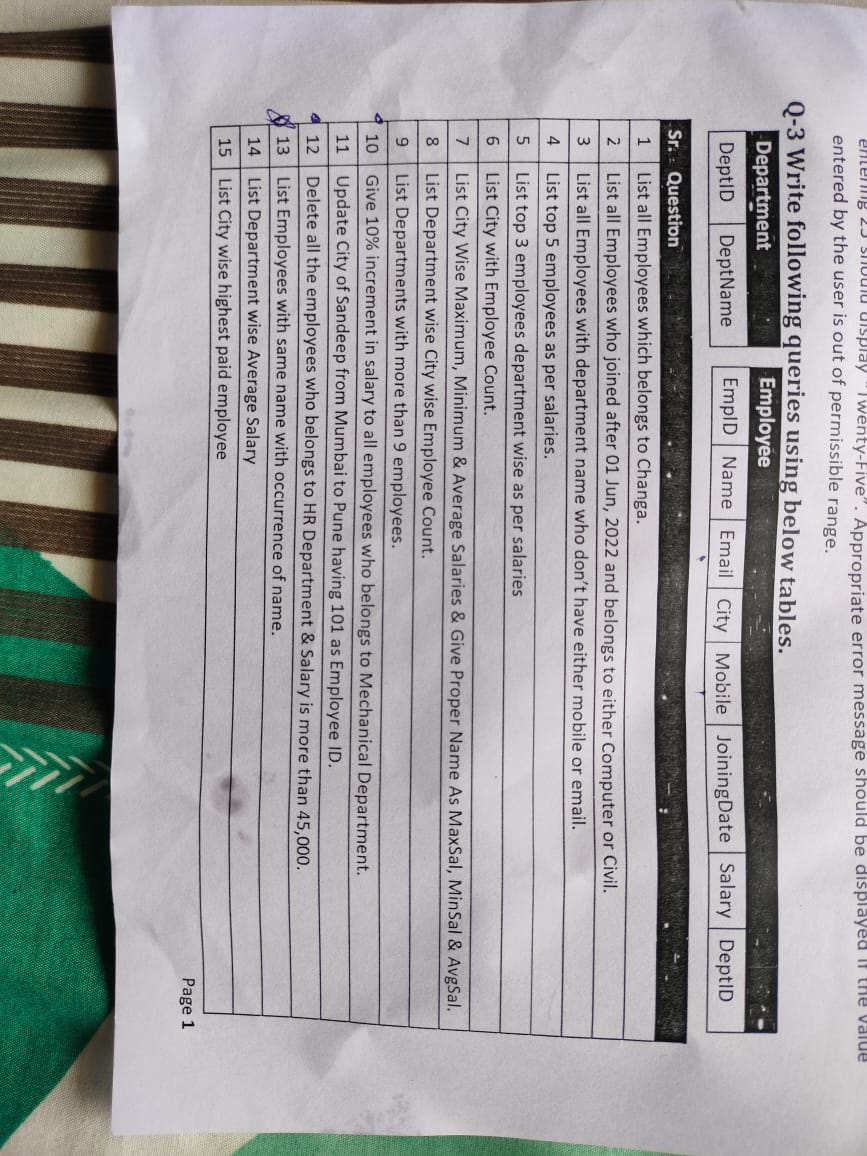 entering 25 should display "Twenty-Five". Appropriate error message should be displayed if the value
entered by the user is out of permissible range.
Q-3 Write following queries using below tables.
Department
DeptID DeptName
Employee
EmpID Name Email City Mobile JoiningDate Salary DeptID
Sr. Question
1 List all Employees which belongs to Changa.
2 List all Employees who joined after 01 Jun, 2022 and belongs to either Computer or Civil.
3 List all Employees with department name who don't have either mobile or email.
4 List top 5 employees as per salaries.
5 List top 3 employees department wise as per salaries
6 List City with Employee Count.
7 List City Wise Maximum, Minimum & Average Salaries & Give Proper Name As MaxSal, MinSal & AvgSal.
8 List Department wise City wise Employee Count.
9 List Departments with more than 9 employees.
10 Give 10% increment in salary to all employees who belongs to Mechanical Department.
11 Update City of Sandeep from Mumbai to Pune having 101 as Employee ID.
12 Delete all the employees who belongs to HR Department & Salary is more than 45,000.
13 List Employees with same name with occurrence of name.
14 List Department wise Average Salary
15 List City wise highest paid employee
Page 1